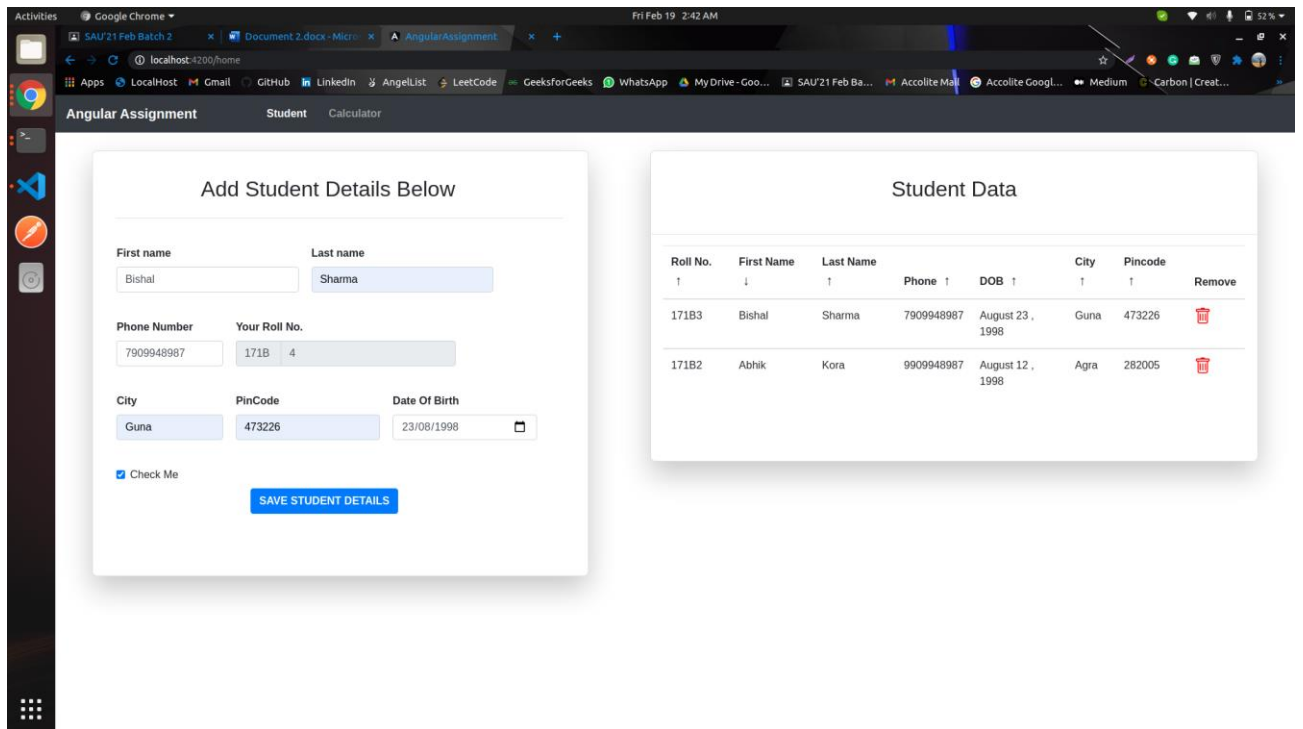 Activities Google Chrome Fri Feb 19 2:42 AM 52 %
SAU'21 Feb Batch 2 Document 2.docx - Micro AngularAssignment
localhost:4200/home
Apps LocalHost Gmail GitHub LinkedIn AngelList LeetCode GeeksforGeeks WhatsApp My Drive - Goo... SAU'21 Feb Ba... Accolite Mail Accolite Googl... Medium Carbon | Creat...
Angular Assignment Student Calculator
Add Student Details Below
First name Last name
Bishal Sharma
Phone Number Your Roll No.
7909948987 171B 4
City PinCode Date Of Birth
Guna 473226 23/08/1998
Check Me
SAVE STUDENT DETAILS
Student Data
Roll No. First Name Last Name City Pincode
↑ ↓ ↑ Phone ↑ DOB ↑ ↑ ↑ Remove
171B3 Bishal Sharma 7909948987 August 23 , Guna 473226
1998
171B2 Abhik Kora 9909948987 August 12 , Agra 282005
1998